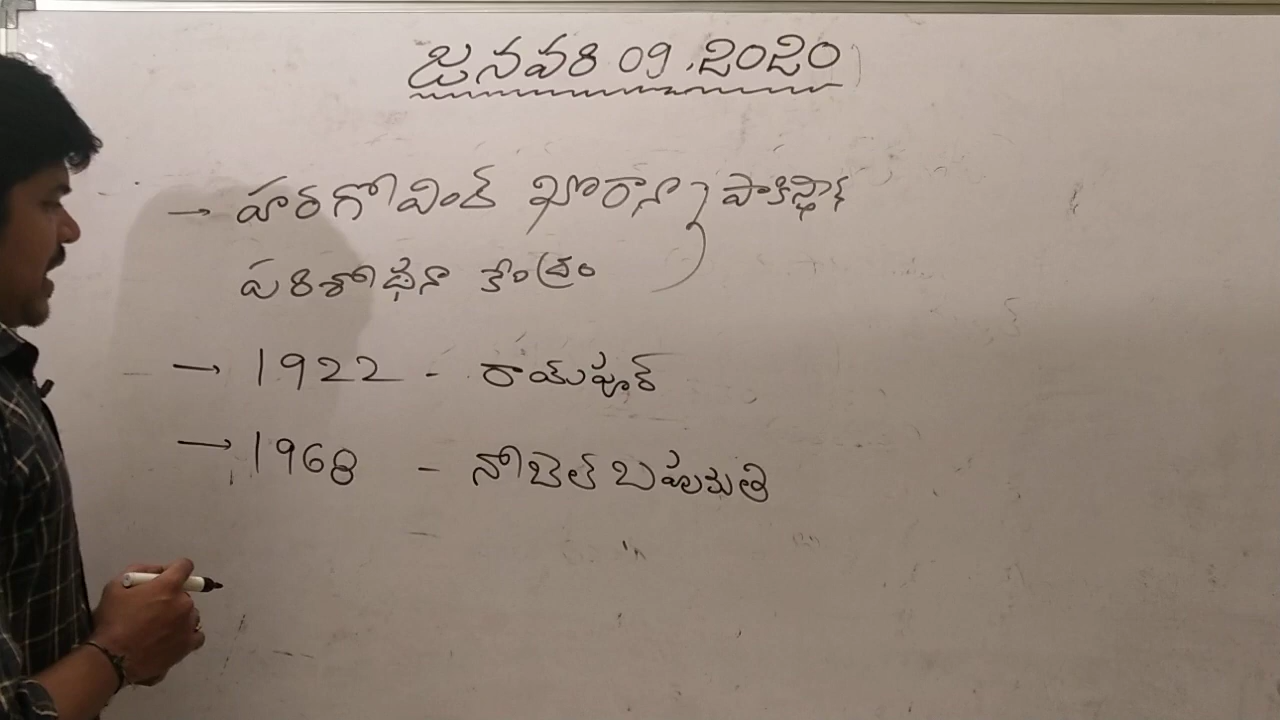 జనవరి 09, 2020
→ హరగోవింద్ ఖొరానా, పాకిస్థాన్
పరిశోధనా కేంద్రం
→ 1922 - రాయ్‌పూర్
→ 1968 - నోబెల్ బహుమతి